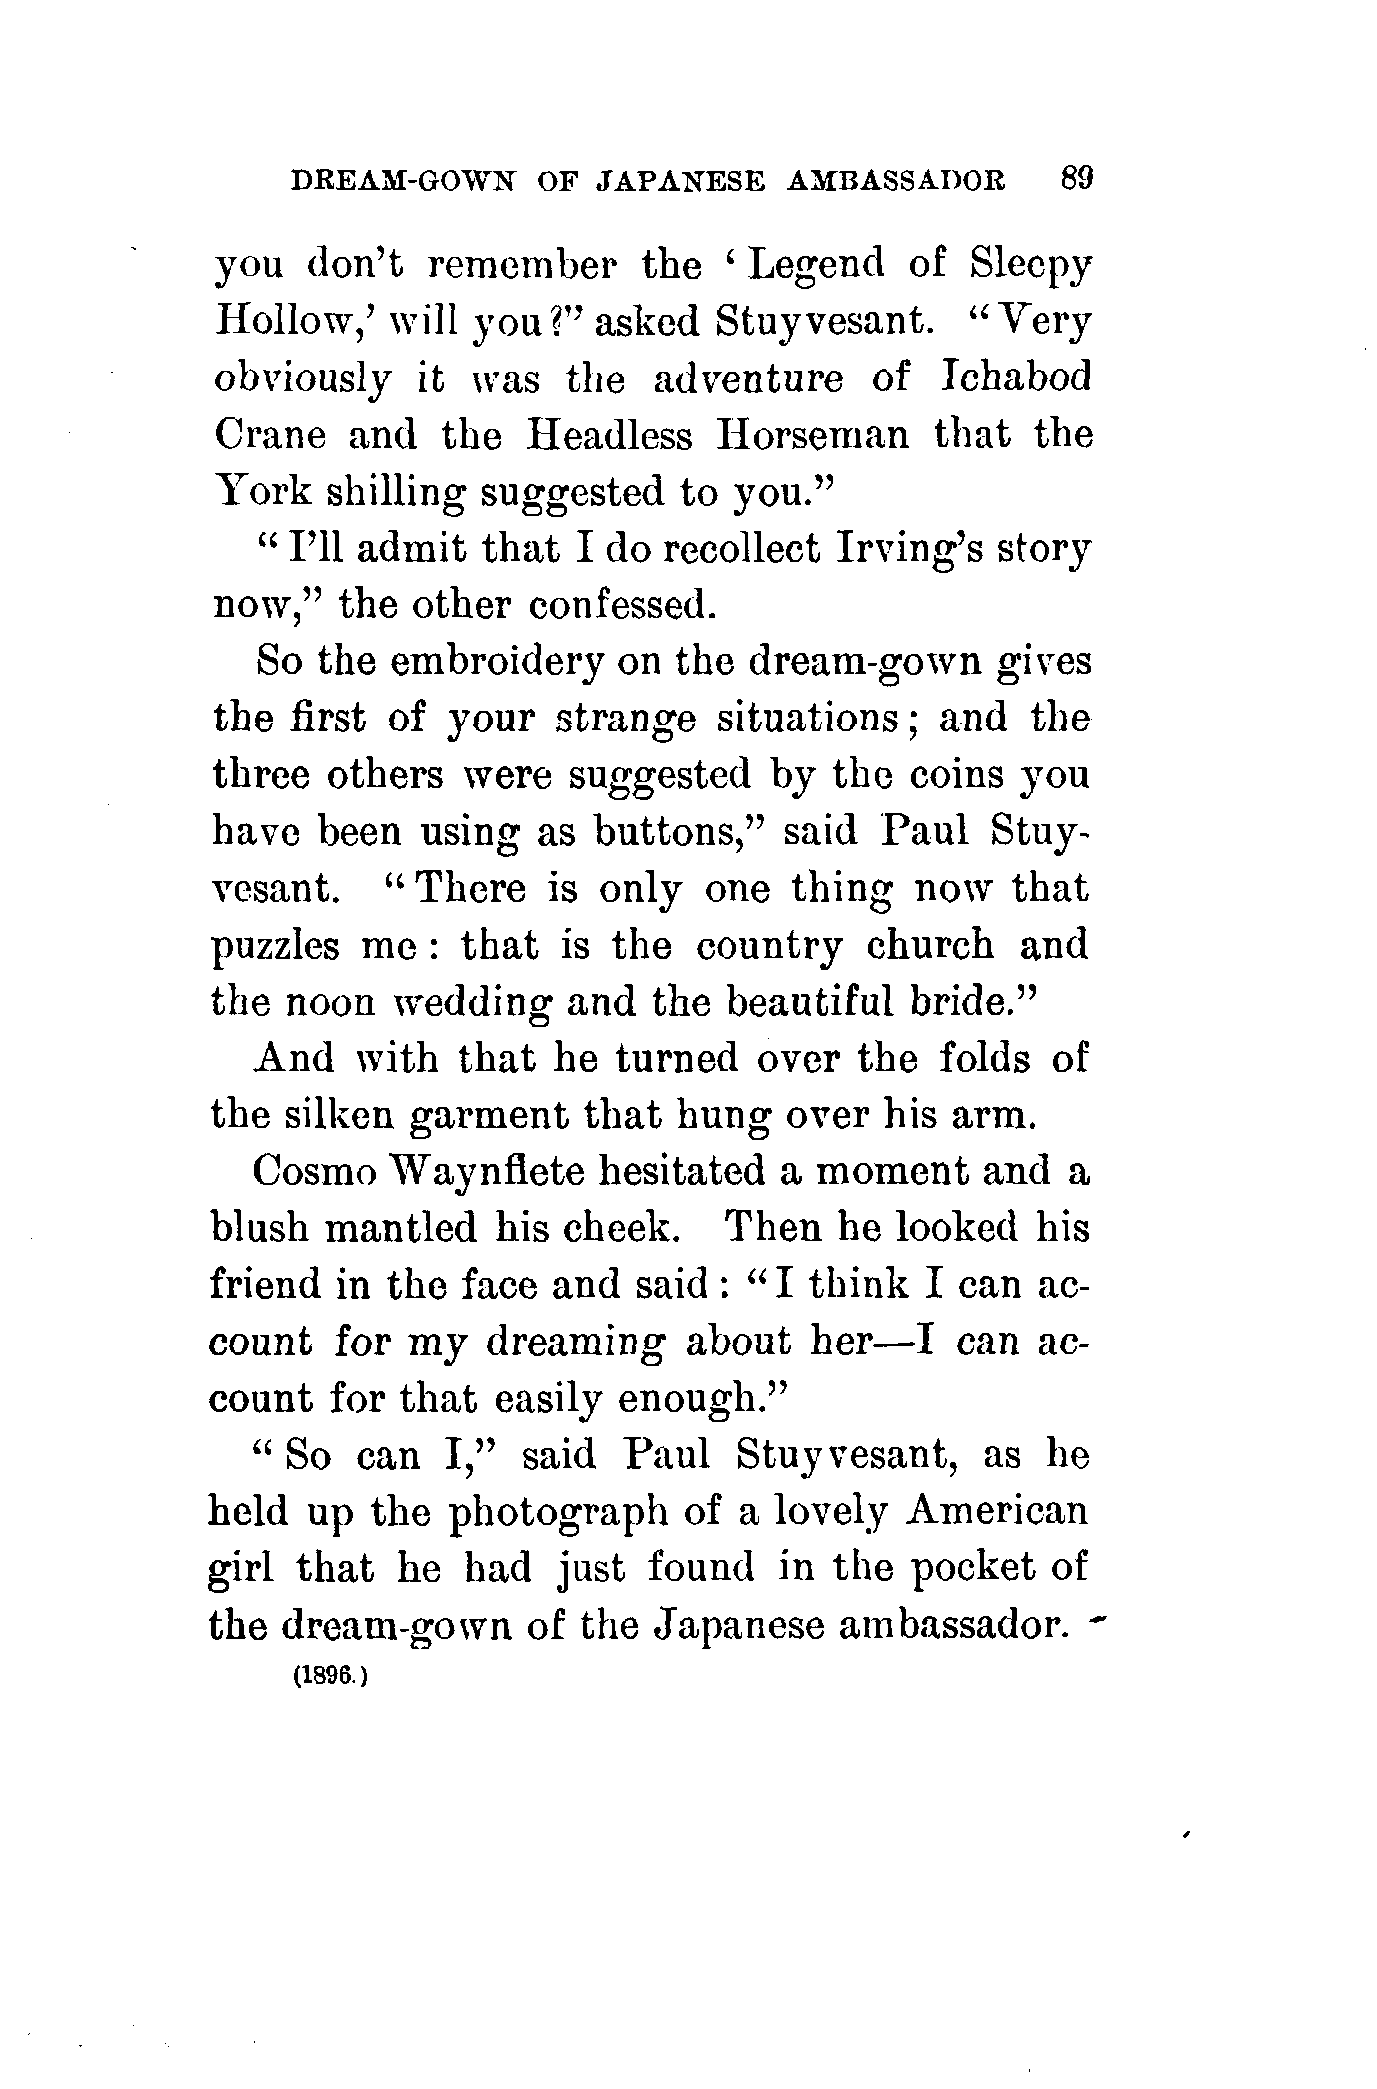 DREAM-GOWN OF JAPANESE AMBASSADOR 89
you don't remember the ‘Legend of Sleepy
Hollow,’ will you?” asked Stuyvesant. “Very
obviously it was the adventure of Ichabod
Crane and the Headless Horseman that the
York shilling suggested to you.”
“I'll admit that I do recollect Irving's story
now,” the other confessed.
So the embroidery on the dream-gown gives
the first of your strange situations; and the
three others were suggested by the coins you
have been using as buttons,” said Paul Stuy-
vesant. “There is only one thing now that
puzzles me: that is the country church and
the noon wedding and the beautiful bride.”
And with that he turned over the folds of
the silken garment that hung over his arm.
Cosmo Waynflete hesitated a moment and a
blush mantled his cheek. Then he looked his
friend in the face and said: “I think I can ac-
count for my dreaming about her—I can ac-
count for that easily enough.”
“So can I,” said Paul Stuyvesant, as he
held up the photograph of a lovely American
girl that he had just found in the pocket of
the dream-gown of the Japanese ambassador.
(1896.)